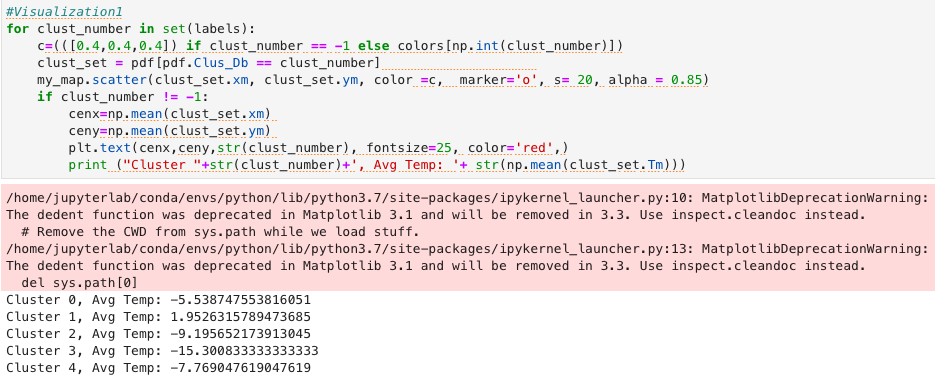 #Visualization1
for clust_number in set(labels):
    c=(([0.4,0.4,0.4]) if clust_number == -1 else colors[np.int(clust_number)])
    clust_set = pdf[pdf.Clus_Db == clust_number]
    my_map.scatter(clust_set.xm, clust_set.ym, color =c,  marker='o', s= 20, alpha = 0.85)
    if clust_number != -1:
        cenx=np.mean(clust_set.xm)
        ceny=np.mean(clust_set.ym)
        plt.text(cenx,ceny,str(clust_number), fontsize=25, color='red',)
        print ("Cluster "+str(clust_number)+', Avg Temp: '+ str(np.mean(clust_set.Tm)))
/home/jupyterlab/conda/envs/python/lib/python3.7/site-packages/ipykernel_launcher.py:10: MatplotlibDeprecationWarning:
The dedent function was deprecated in Matplotlib 3.1 and will be removed in 3.3. Use inspect.cleandoc instead.
  # Remove the CWD from sys.path while we load stuff.
/home/jupyterlab/conda/envs/python/lib/python3.7/site-packages/ipykernel_launcher.py:13: MatplotlibDeprecationWarning:
The dedent function was deprecated in Matplotlib 3.1 and will be removed in 3.3. Use inspect.cleandoc instead.
  del sys.path[0]
Cluster 0, Avg Temp: -5.538747553816051
Cluster 1, Avg Temp: 1.9526315789473685
Cluster 2, Avg Temp: -9.195652173913045
Cluster 3, Avg Temp: -15.300833333333333
Cluster 4, Avg Temp: -7.769047619047619